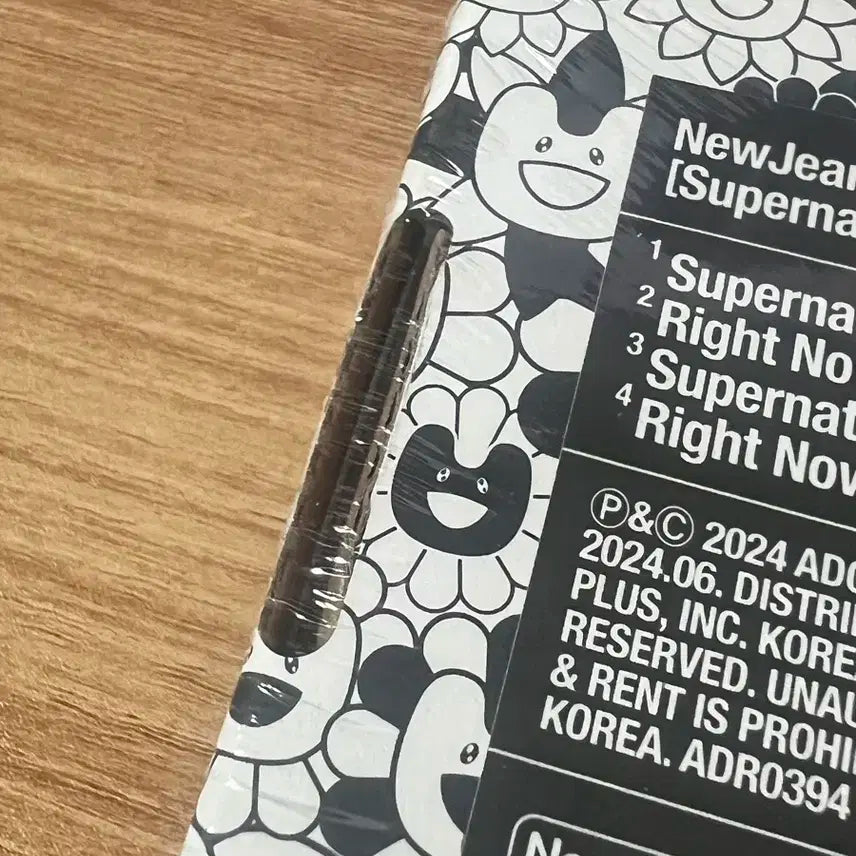 NewJean
[Superna
1 Superna
2 Right No
3 Supernat
4 Right Now
Ⓟ&Ⓒ 2024 ADO
2024.06. DISTRI
PLUS, INC. KORE
RESERVED. UNAU
& RENT IS PROHI
KOREA. ADR0394